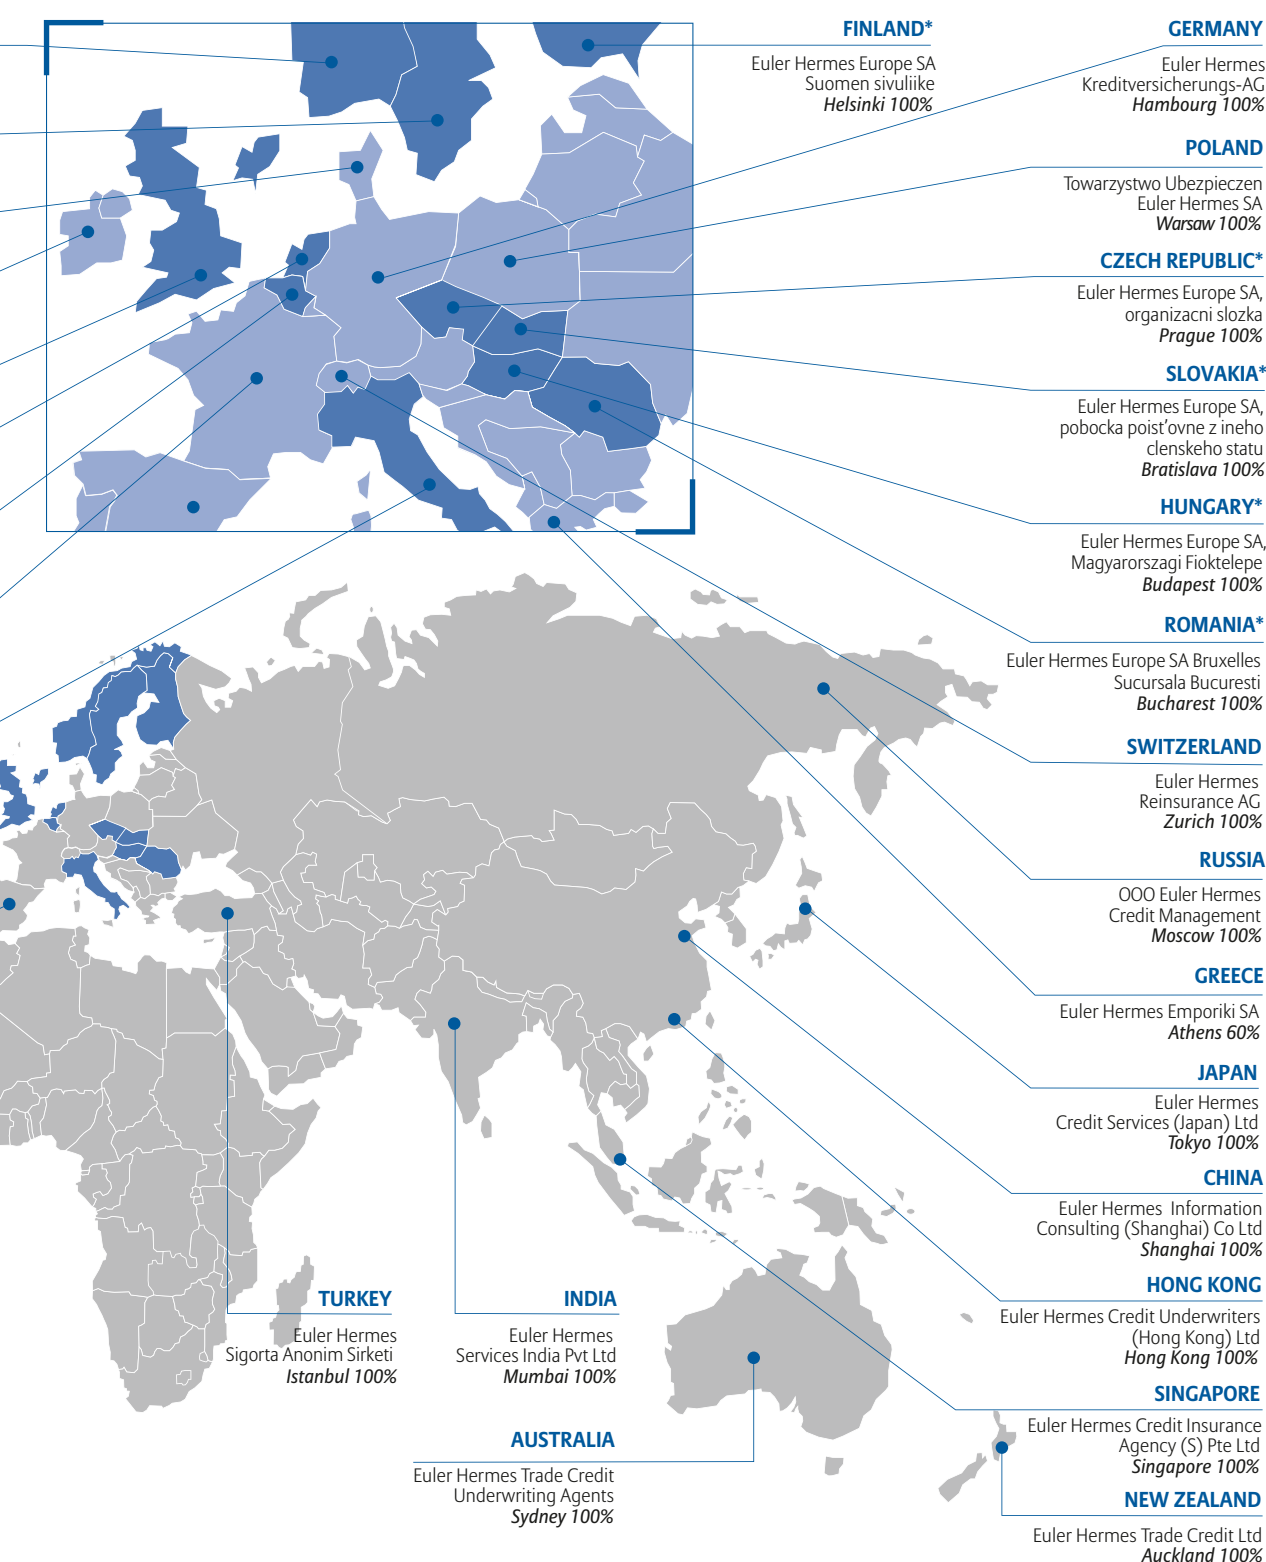 FINLAND*
Euler Hermes Europe SA
Suomen sivuliike
Helsinki 100%
GERMANY
Euler Hermes
Kreditversicherungs-AG
Hambourg 100%
POLAND
Towarzystwo Ubezpieczen
Euler Hermes SA
Warsaw 100%
CZECH REPUBLIC*
Euler Hermes Europe SA,
organizacni slozka
Prague 100%
SLOVAKIA*
Euler Hermes Europe SA,
pobocka poist'ovne z ineho
clenskeho statu
Bratislava 100%
HUNGARY*
Euler Hermes Europe SA,
Magyarorszagi Fioktelepe
Budapest 100%
ROMANIA*
Euler Hermes Europe SA Bruxelles
Sucursala Bucuresti
Bucharest 100%
SWITZERLAND
Euler Hermes
Reinsurance AG
Zurich 100%
RUSSIA
OOO Euler Hermes
Credit Management
Moscow 100%
GREECE
Euler Hermes Emporiki SA
Athens 60%
JAPAN
Euler Hermes
Credit Services (Japan) Ltd
Tokyo 100%
CHINA
Euler Hermes Information
Consulting (Shanghai) Co Ltd
Shanghai 100%
HONG KONG
Euler Hermes Credit Underwriters
(Hong Kong) Ltd
Hong Kong 100%
SINGAPORE
Euler Hermes Credit Insurance
Agency (S) Pte Ltd
Singapore 100%
NEW ZEALAND
Euler Hermes Trade Credit Ltd
Auckland 100%
TURKEY
Euler Hermes
Sigorta Anonim Sirketi
Istanbul 100%
INDIA
Euler Hermes
Services India Pvt Ltd
Mumbai 100%
AUSTRALIA
Euler Hermes Trade Credit
Underwriting Agents
Sydney 100%